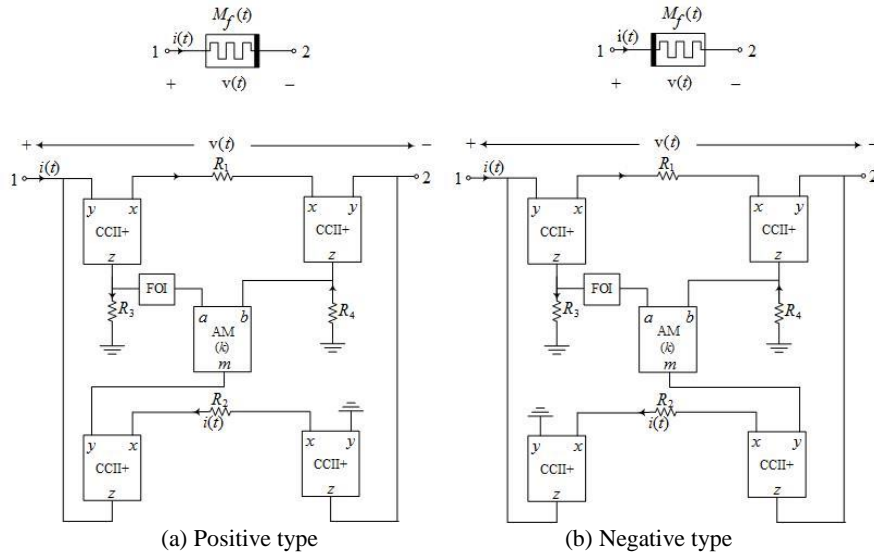 M_f(t)
1 i(t) 2
+ v(t) −
+ v(t) −
1 i(t) R1 2
y x x y
CCII+ CCII+
z z
FOI
R3 a b R4
AM
(k)
m
R2
i(t)
y x x y
CCII+ CCII+
z z
(a) Positive type
M_f(t)
1 i(t) 2
+ v(t) −
+ v(t) −
1 i(t) R1 2
y x x y
CCII+ CCII+
z z
FOI
R3 a b R4
AM
(k)
m
R2
i(t)
y x x y
CCII+ CCII+
z z
(b) Negative type